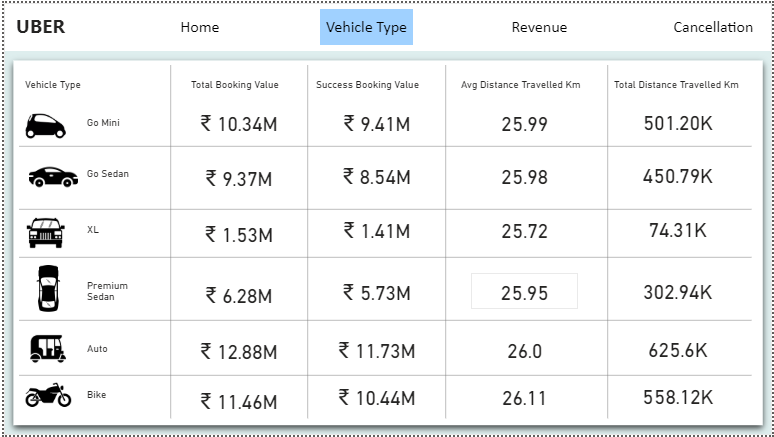 UBER Home Vehicle Type Revenue Cancellation
Vehicle Type Total Booking Value Success Booking Value Avg Distance Travelled Km Total Distance Travelled Km
Go Mini ₹ 10.34M ₹ 9.41M 25.99 501.20K
Go Sedan ₹ 9.37M ₹ 8.54M 25.98 450.79K
XL ₹ 1.53M ₹ 1.41M 25.72 74.31K
Premium
Sedan ₹ 6.28M ₹ 5.73M 25.95 302.94K
Auto ₹ 12.88M ₹ 11.73M 26.0 625.6K
Bike ₹ 11.46M ₹ 10.44M 26.11 558.12K